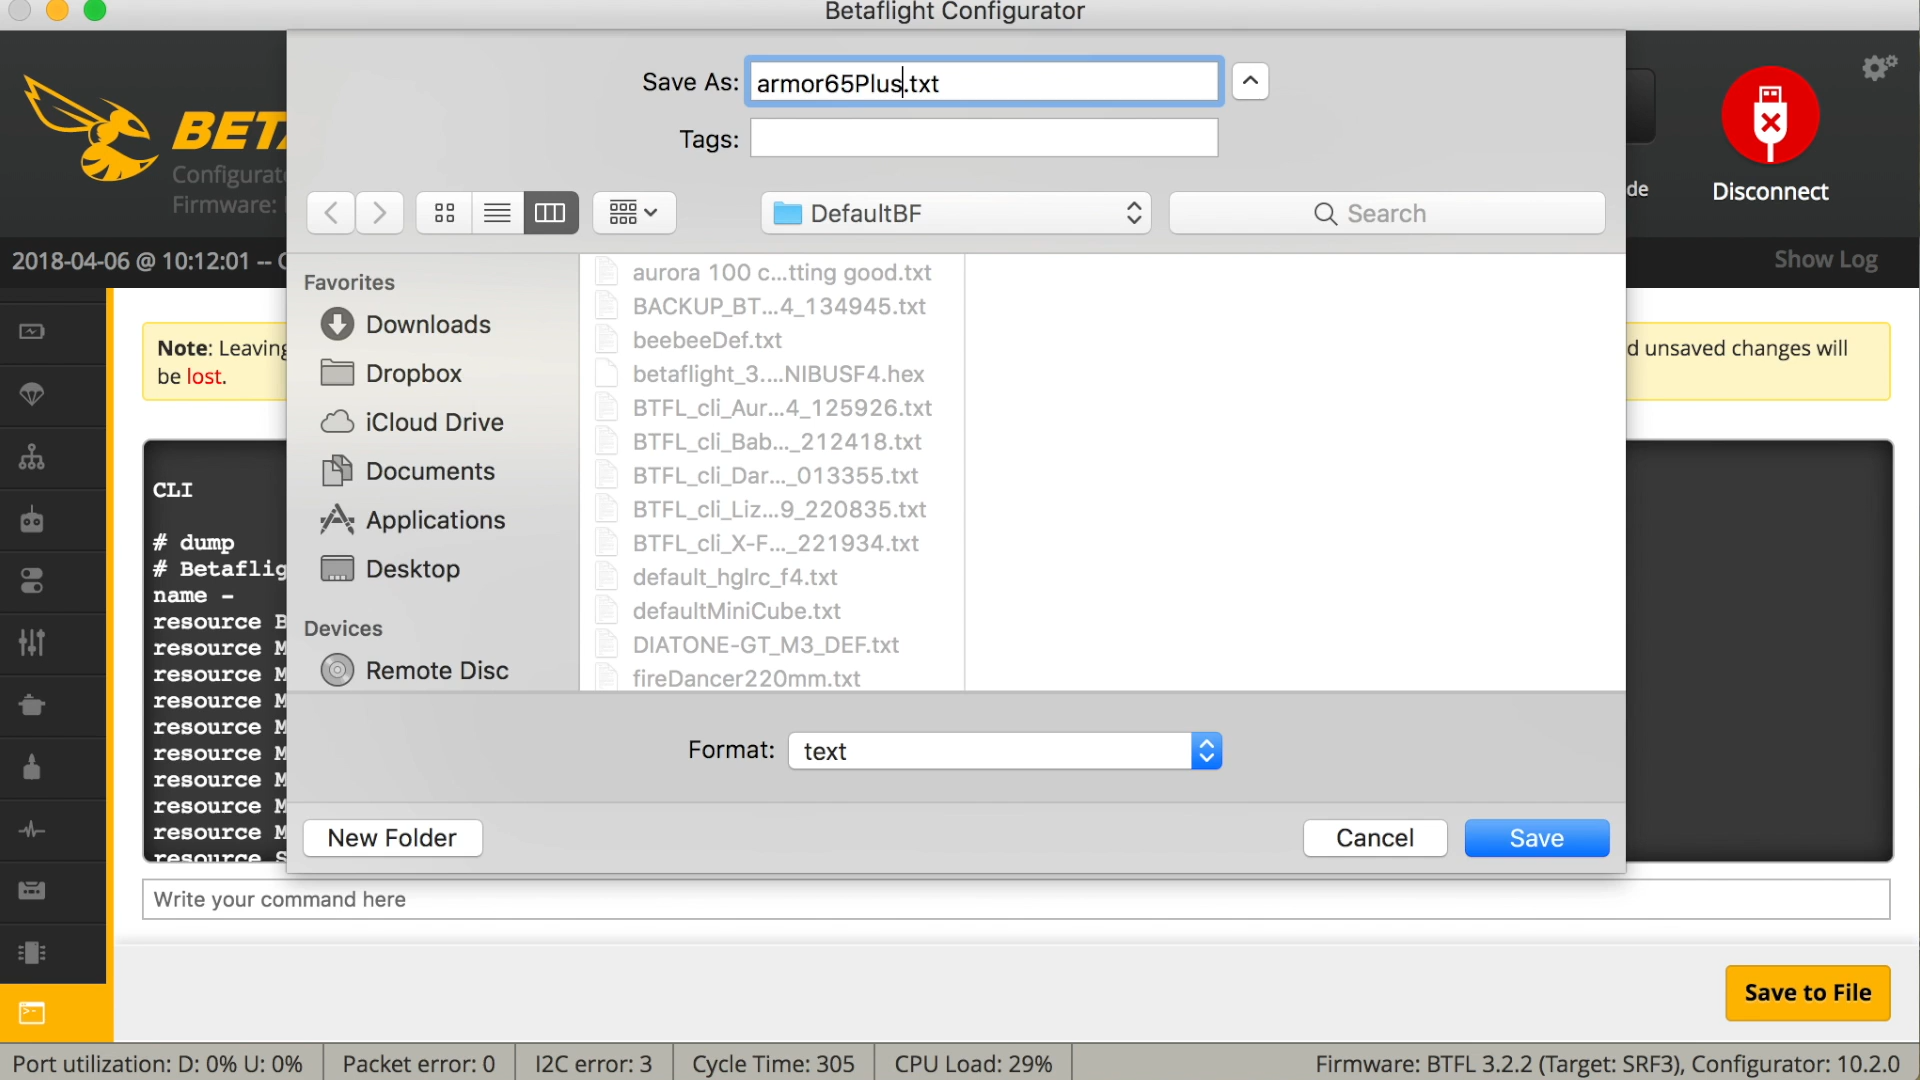 Betaflight Configurator
Save As: armor65Plus.txt
Tags:
DefaultBF
Search
BET
Configurat
Firmware:
de
Disconnect
2018-04-06 @ 10:12:01 --
Show Log
Favorites
Downloads
Dropbox
iCloud Drive
Documents
Applications
Desktop
Devices
Remote Disc
aurora 100 c...tting good.txt
BACKUP_BT...4_134945.txt
beebeeDef.txt
betaflight_3....NIBUSF4.hex
BTFL_cli_Aur...4_125926.txt
BTFL_cli_Bab..._212418.txt
BTFL_cli_Dar..._013355.txt
BTFL_cli_Liz...9_220835.txt
BTFL_cli_X-F..._221934.txt
default_hglrc_f4.txt
defaultMiniCube.txt
DIATONE-GT_M3_DEF.txt
fireDancer220mm.txt
Note: Leaving
d unsaved changes will
be lost.
CLI
# dump
# Betaflig
name -
resource B
resource M
resource M
resource M
resource M
resource M
resource M
resource M
resource M
resource S
Format: text
New Folder
Cancel
Save
Write your command here
Save to File
Port utilization: D: 0% U: 0%
Packet error: 0
I2C error: 3
Cycle Time: 305
CPU Load: 29%
Firmware: BTFL 3.2.2 (Target: SRF3), Configurator: 10.2.0